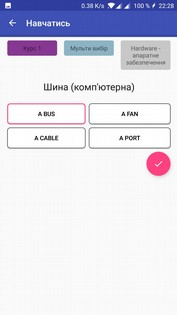 0.38 K/s 100 % 22:28
Навчатись
Курс 1:
Мульти вибір
Hardware -
апаратне
забезпечення
Шина (комп'ютерна)
A BUS
A FAN
A CABLE
A PORT